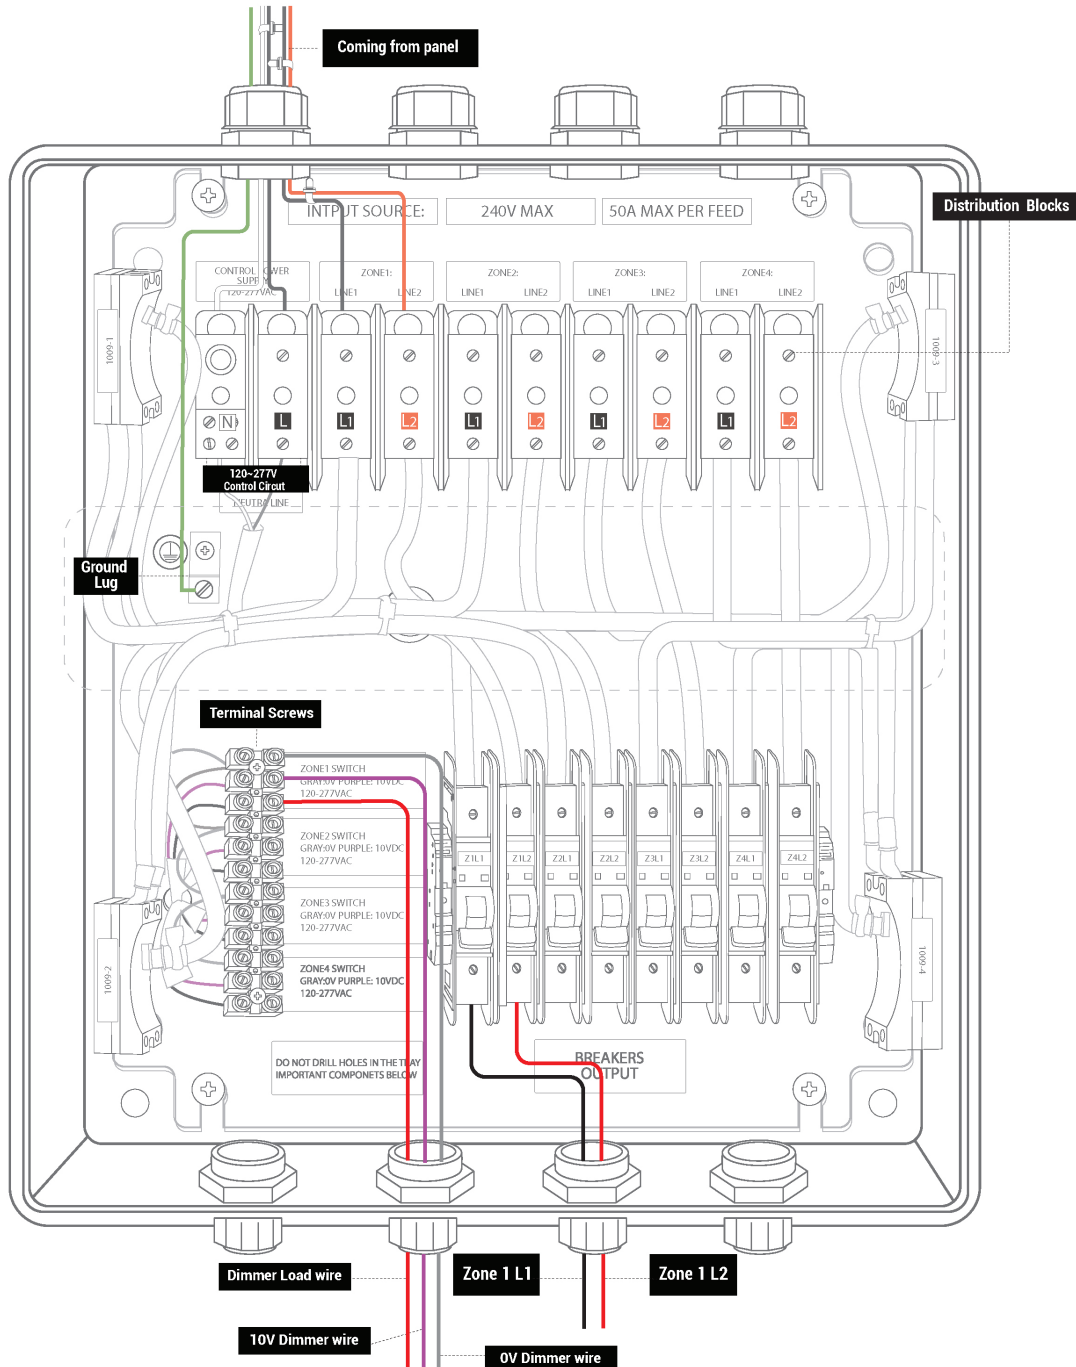 Coming from panel
Distribution Blocks
INTPUT SOURCE:
240V MAX
50A MAX PER FEED
CONTROL POWER
SUPPLY
120-277VAC
ZONE1:
LINE1 LINE2
ZONE2:
LINE1 LINE2
ZONE3:
LINE1 LINE2
ZONE4:
LINE1 LINE2
1009-1
1009-3
N L L1 L2 L1 L2 L1 L2 L1 L2
120~277V
Control Circut
NEUTRA LINE
Ground
Lug
Terminal Screws
ZONE1 SWITCH
GRAY:0V PURPLE: 10VDC
120-277VAC
ZONE2 SWITCH
GRAY:0V PURPLE: 10VDC
120-277VAC
ZONE3 SWITCH
GRAY:0V PURPLE: 10VDC
120-277VAC
ZONE4 SWITCH
GRAY:0V PURPLE: 10VDC
120-277VAC
Z1L1 Z1L2 Z2L1 Z2L2 Z3L1 Z3L2 Z4L1 Z4L2
1009-2
1009-4
DO NOT DRILL HOLES IN THE TRAY
IMPORTANT COMPONETS BELOW
BREAKERS
OUTPUT
Dimmer Load wire
Zone 1 L1
Zone 1 L2
10V Dimmer wire
0V Dimmer wire